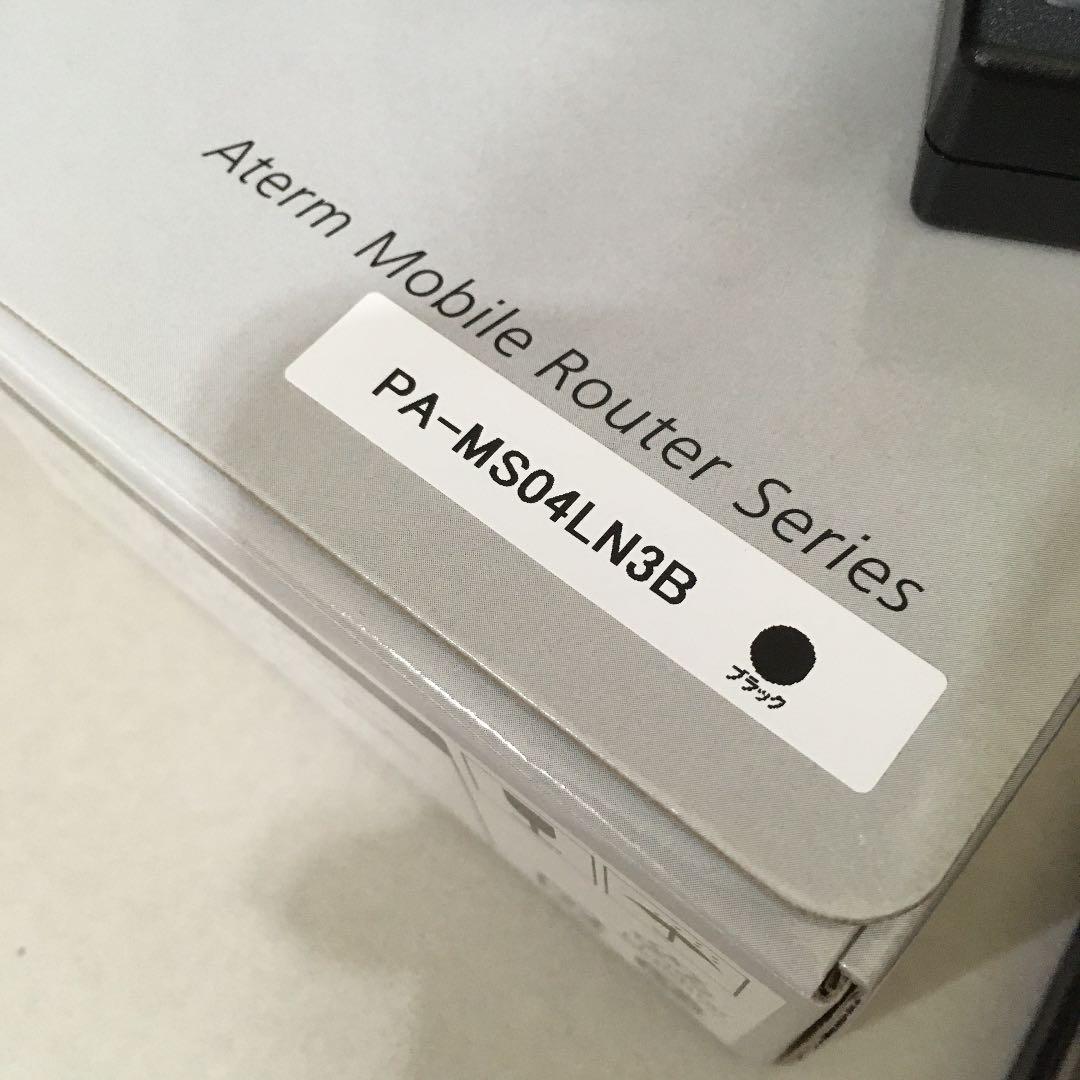 Aterm Mobile Router Series
PA-MS04LN3B
ブラック